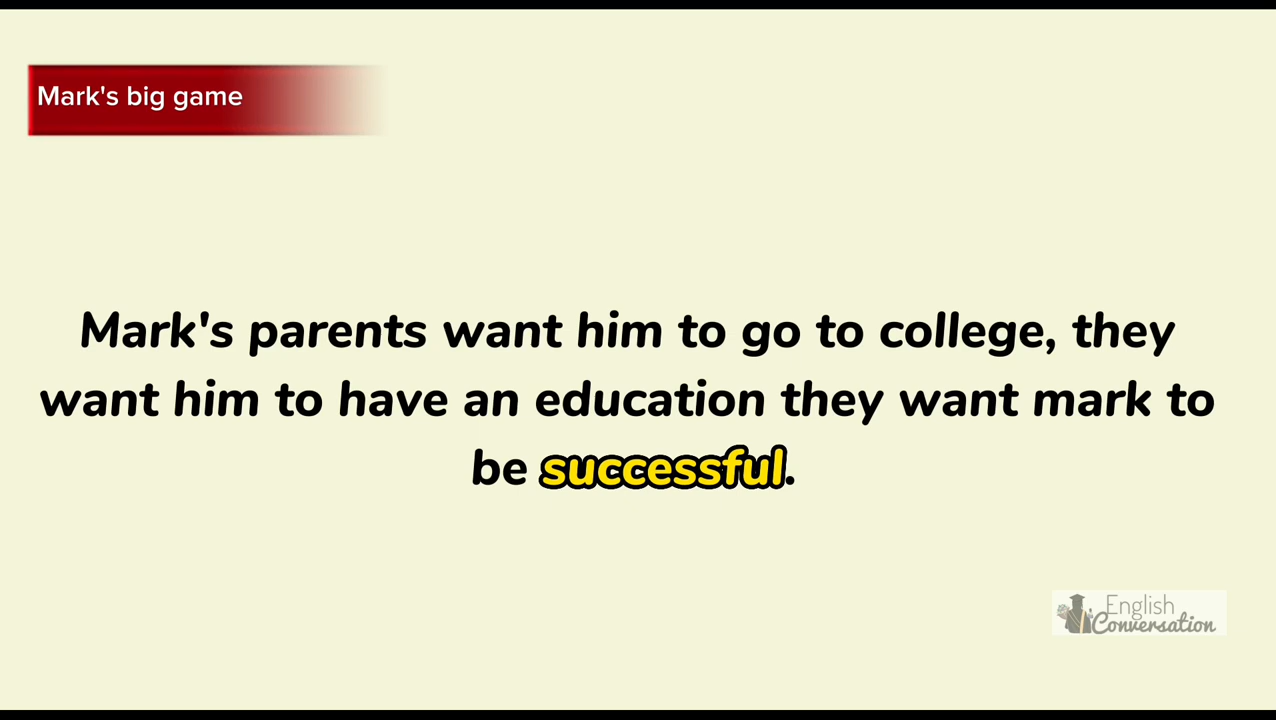 Mark's big game
Mark's parents want him to go to college, they
want him to have an education they want mark to
be successful.
English
Conversation